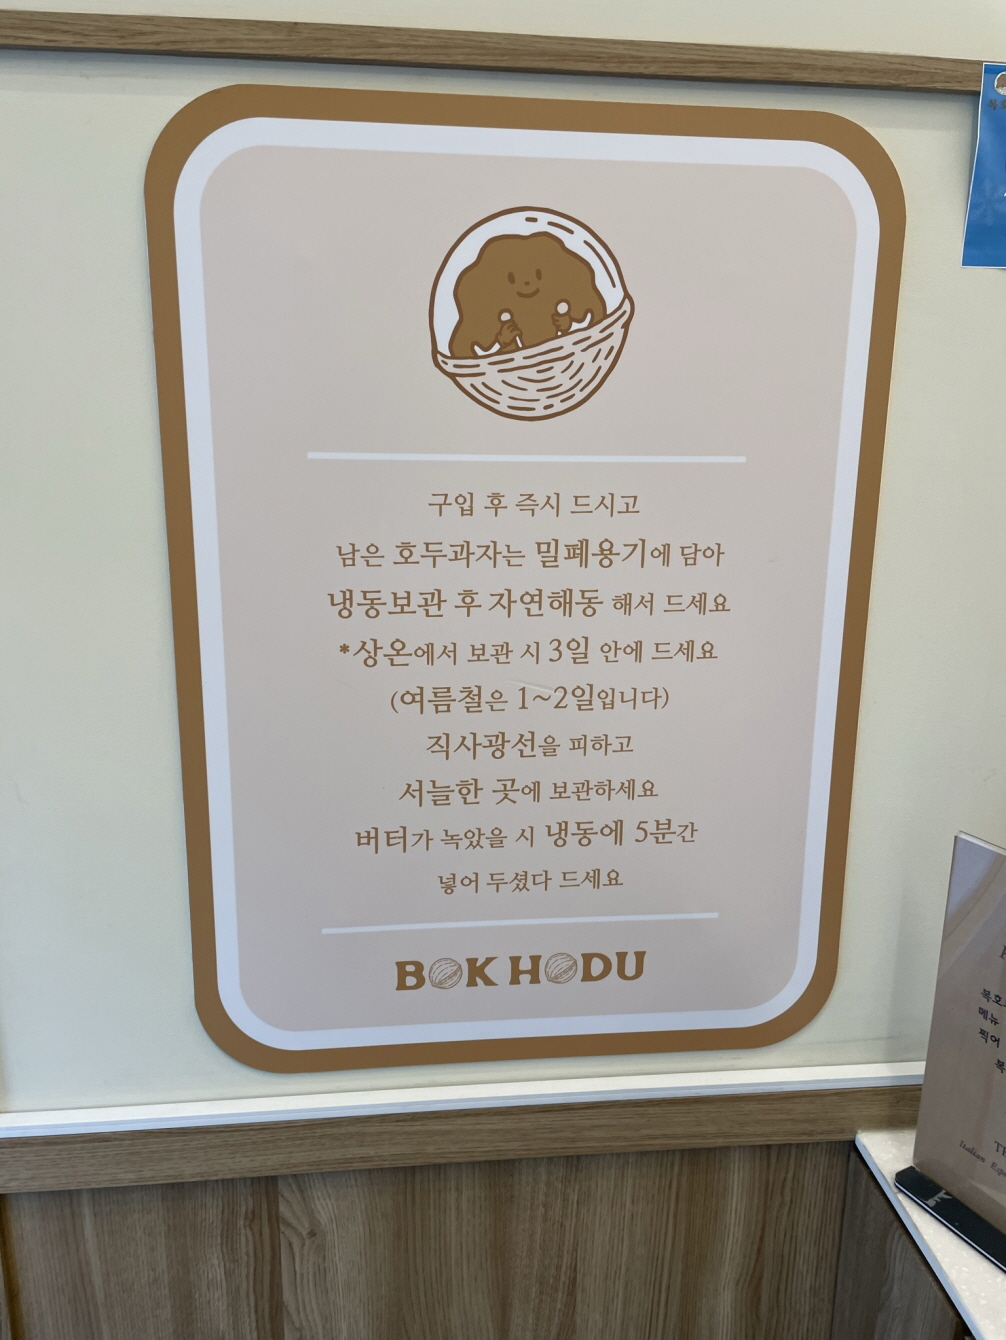 구입 후 즉시 드시고
남은 호두과자는 밀폐용기에 담아
냉동보관 후 자연해동 해서 드세요
*상온에서 보관 시 3일 안에 드세요
(여름철은 1~2일입니다)
직사광선을 피하고
서늘한 곳에 보관하세요
버터가 녹았을 시 냉동에 5분간
넣어 두셨다 드세요
BOK HODU
메뉴
찍어
Italian